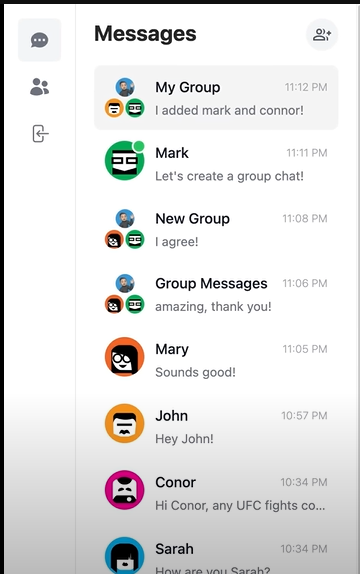 Messages
My Group 11:12 PM
I added mark and connor!
Mark 11:11 PM
Let's create a group chat!
New Group 11:08 PM
I agree!
Group Messages 11:06 PM
amazing, thank you!
Mary 11:05 PM
Sounds good!
John 10:57 PM
Hey John!
Conor 10:34 PM
Hi Conor, any UFC fights co...
Sarah 10:34 PM
How are you Sarah?